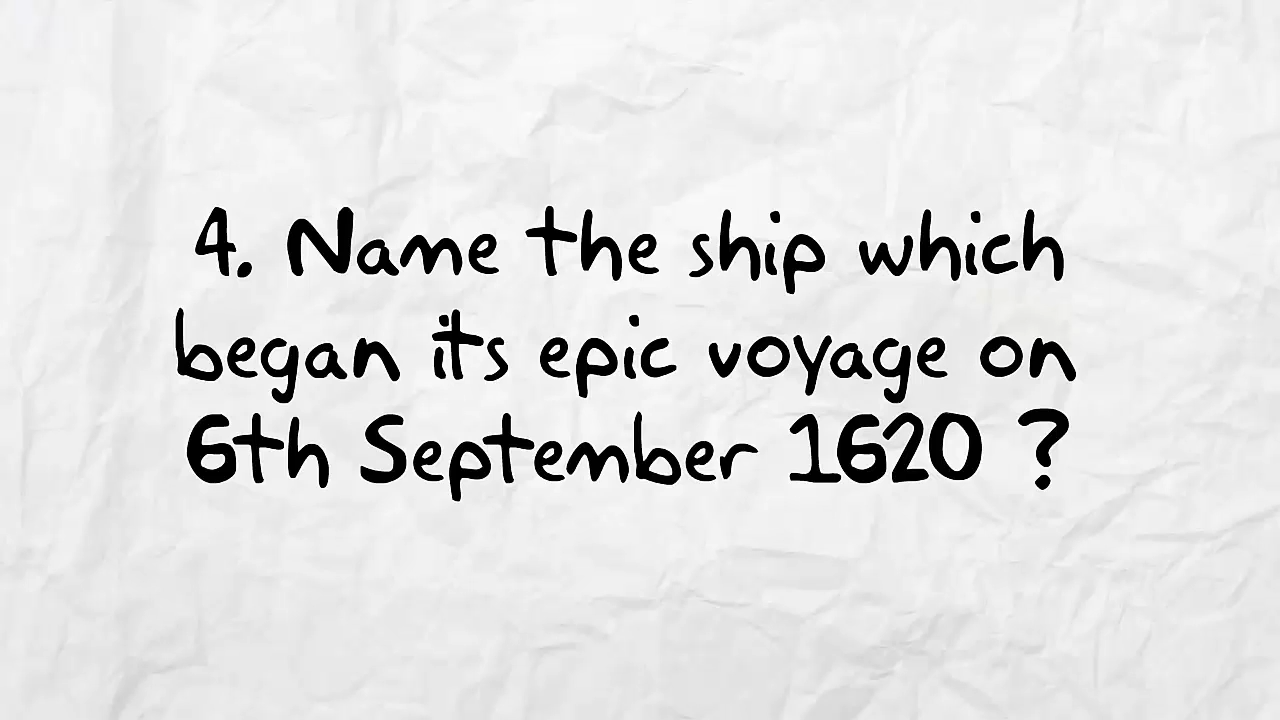 4. Name the ship which
began its epic voyage on
6th September 1620 ?